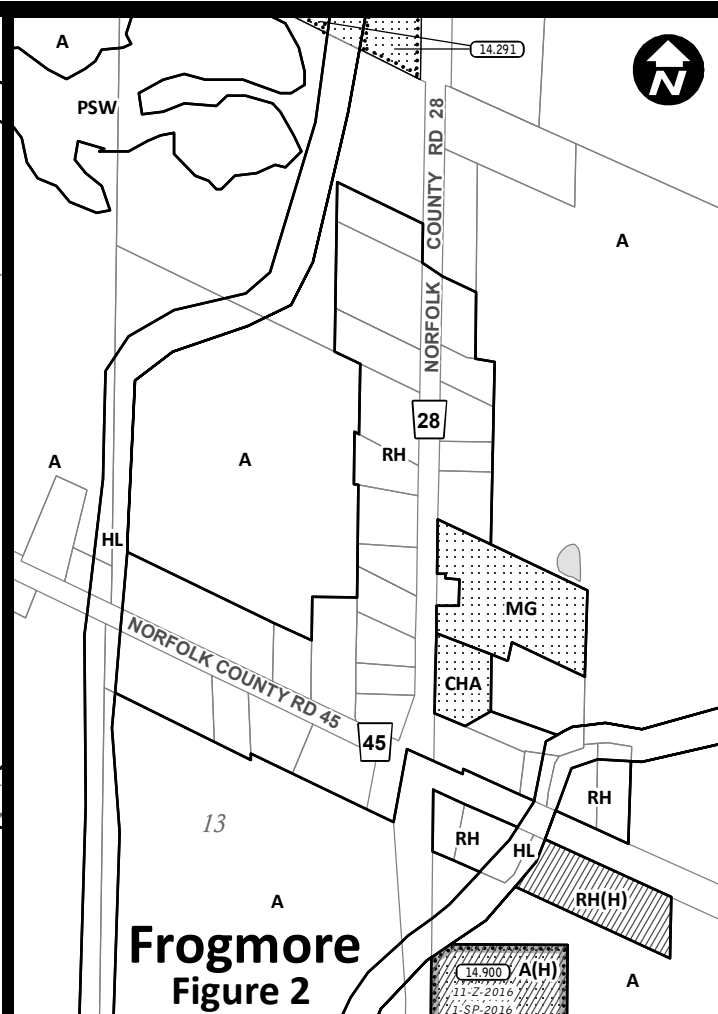 A
14.291
N
PSW
NORFOLK COUNTY RD 28
A
28
RH
A
A
HL
MG
NORFOLK COUNTY RD 45
CHA
45
RH
13
RH
HL
RH(H)
A
Frogmore
Figure 2
14.900 A(H)
A
11-Z-2016
1-SP-2016